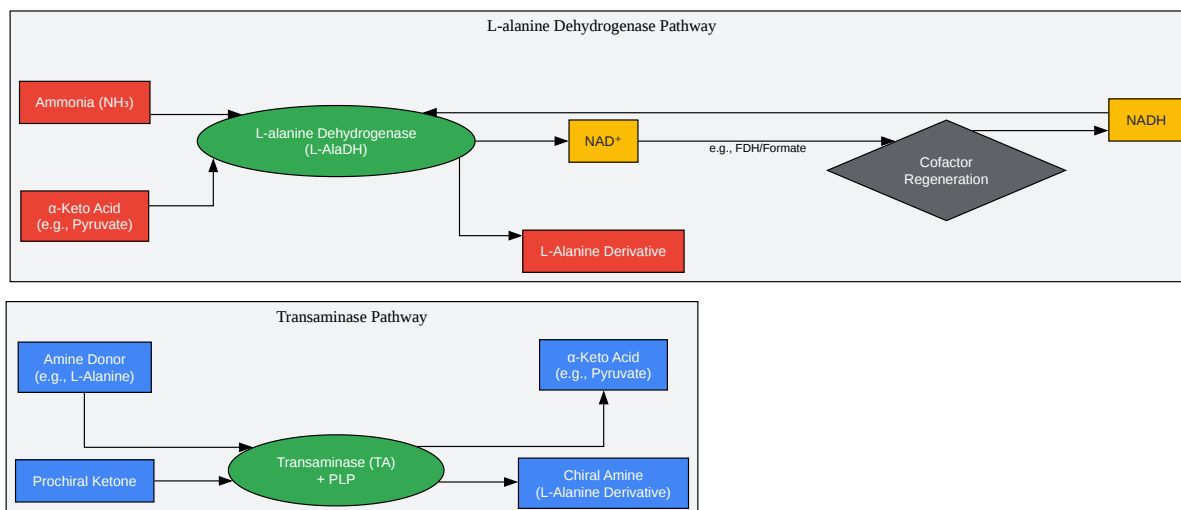 L-alanine Dehydrogenase Pathway
Ammonia (NH₃)
L-alanine Dehydrogenase
(L-AlaDH)
NAD⁺
e.g., FDH/Formate
Cofactor
Regeneration
NADH
α-Keto Acid
(e.g., Pyruvate)
L-Alanine Derivative
Transaminase Pathway
Amine Donor
(e.g., L-Alanine)
α-Keto Acid
(e.g., Pyruvate)
Prochiral Ketone
Transaminase (TA)
+ PLP
Chiral Amine
(L-Alanine Derivative)